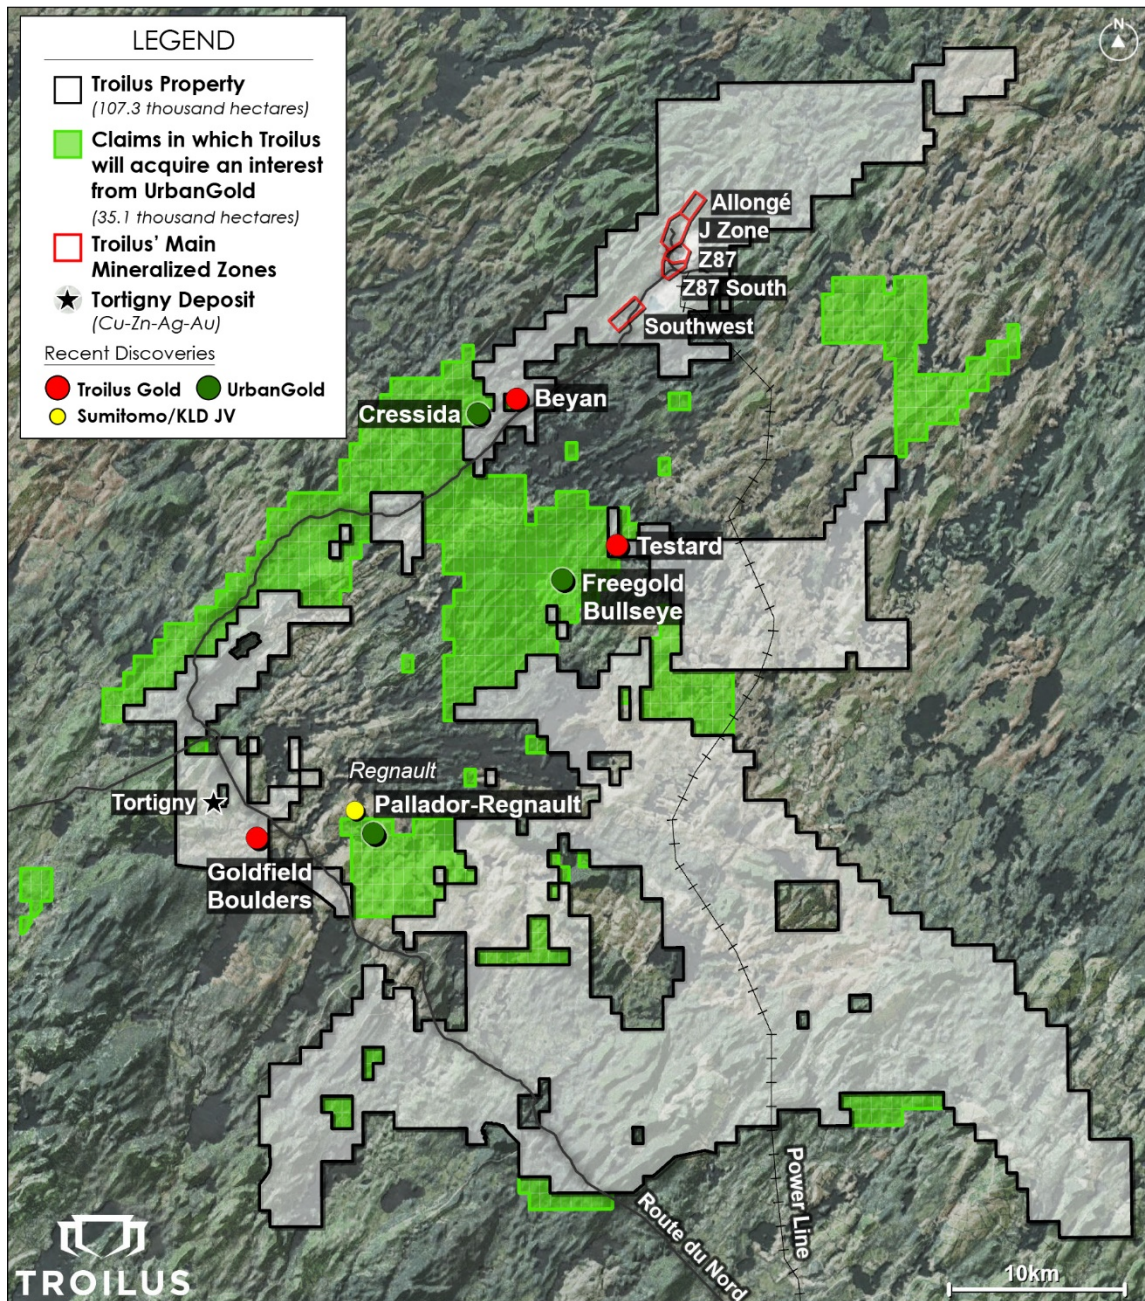 LEGEND
Troilus Property
(107.3 thousand hectares)
Claims in which Troilus
will acquire an interest
from UrbanGold
(35.1 thousand hectares)
Troilus' Main
Mineralized Zones
Tortigny Deposit
(Cu-Zn-Ag-Au)
Recent Discoveries
Troilus Gold
UrbanGold
Sumitomo/KLD JV
N
Allongé
J Zone
Z87
Z87 South
Southwest
Beyan
Cressida
Testard
Freegold
Bullseye
Regnault
Pallador-Regnault
Tortigny
Goldfield
Boulders
Power Line
Route du Nord
10km
TROILUS